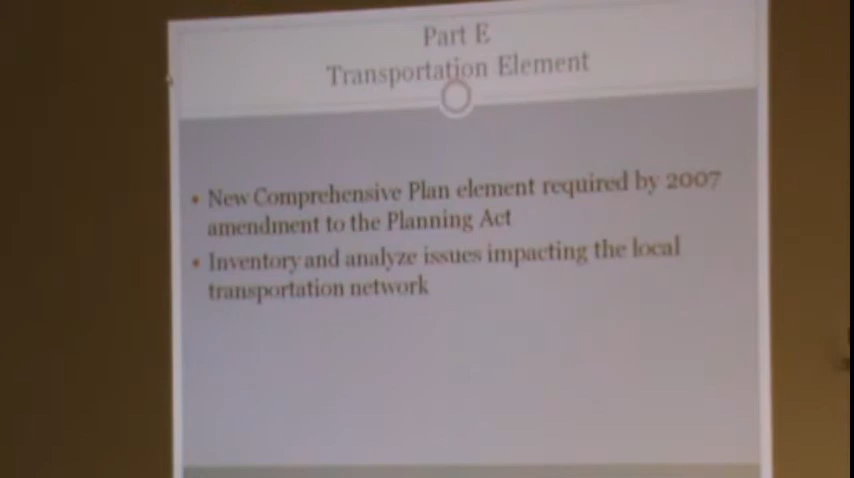 Part E
Transportation Element
• New Comprehensive Plan element required by 2007
amendment to the Planning Act
• Inventory and analyze issues impacting the local
transportation network